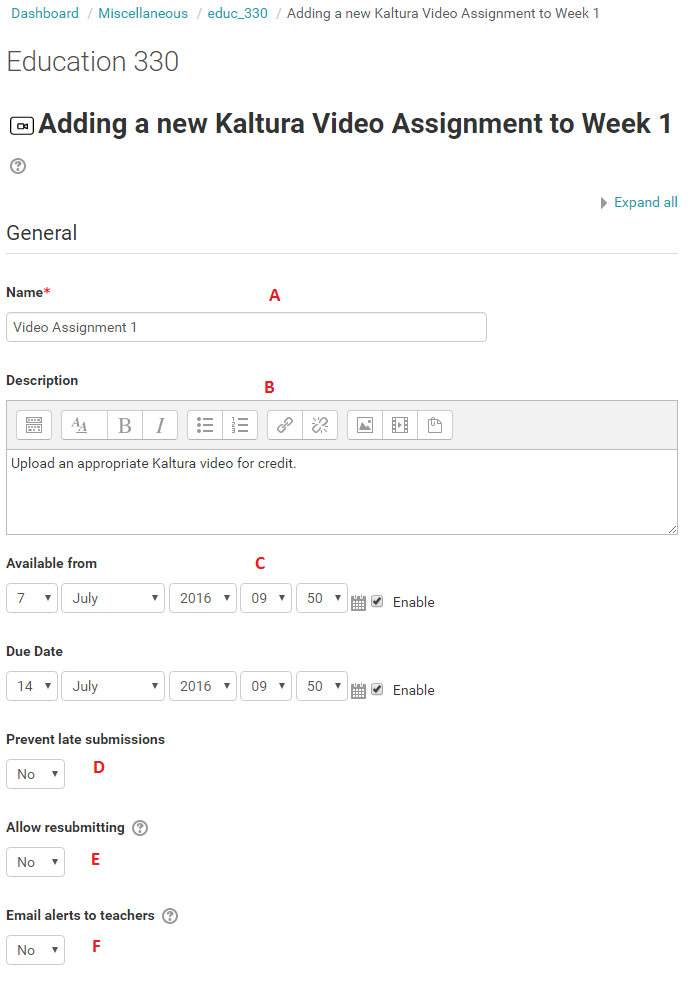 Dashboard / Miscellaneous / educ_330 / Adding a new Kaltura Video Assignment to Week 1
Education 330
Adding a new Kaltura Video Assignment to Week 1
?
Expand all
General
Name*
A
Video Assignment 1
Description
B
AA B I
Upload an appropriate Kaltura video for credit.
Available from
C
7 July 2016 09 50 Enable
Due Date
14 July 2016 09 50 Enable
Prevent late submissions
No D
Allow resubmitting ?
No E
Email alerts to teachers ?
No F